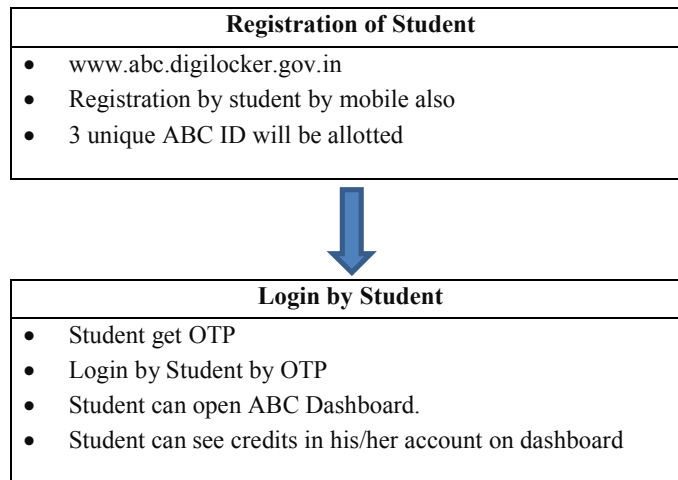 Registration of Student
• www.abc.digilocker.gov.in
• Registration by student by mobile also
• 3 unique ABC ID will be allotted
Login by Student
• Student get OTP
• Login by Student by OTP
• Student can open ABC Dashboard.
• Student can see credits in his/her account on dashboard